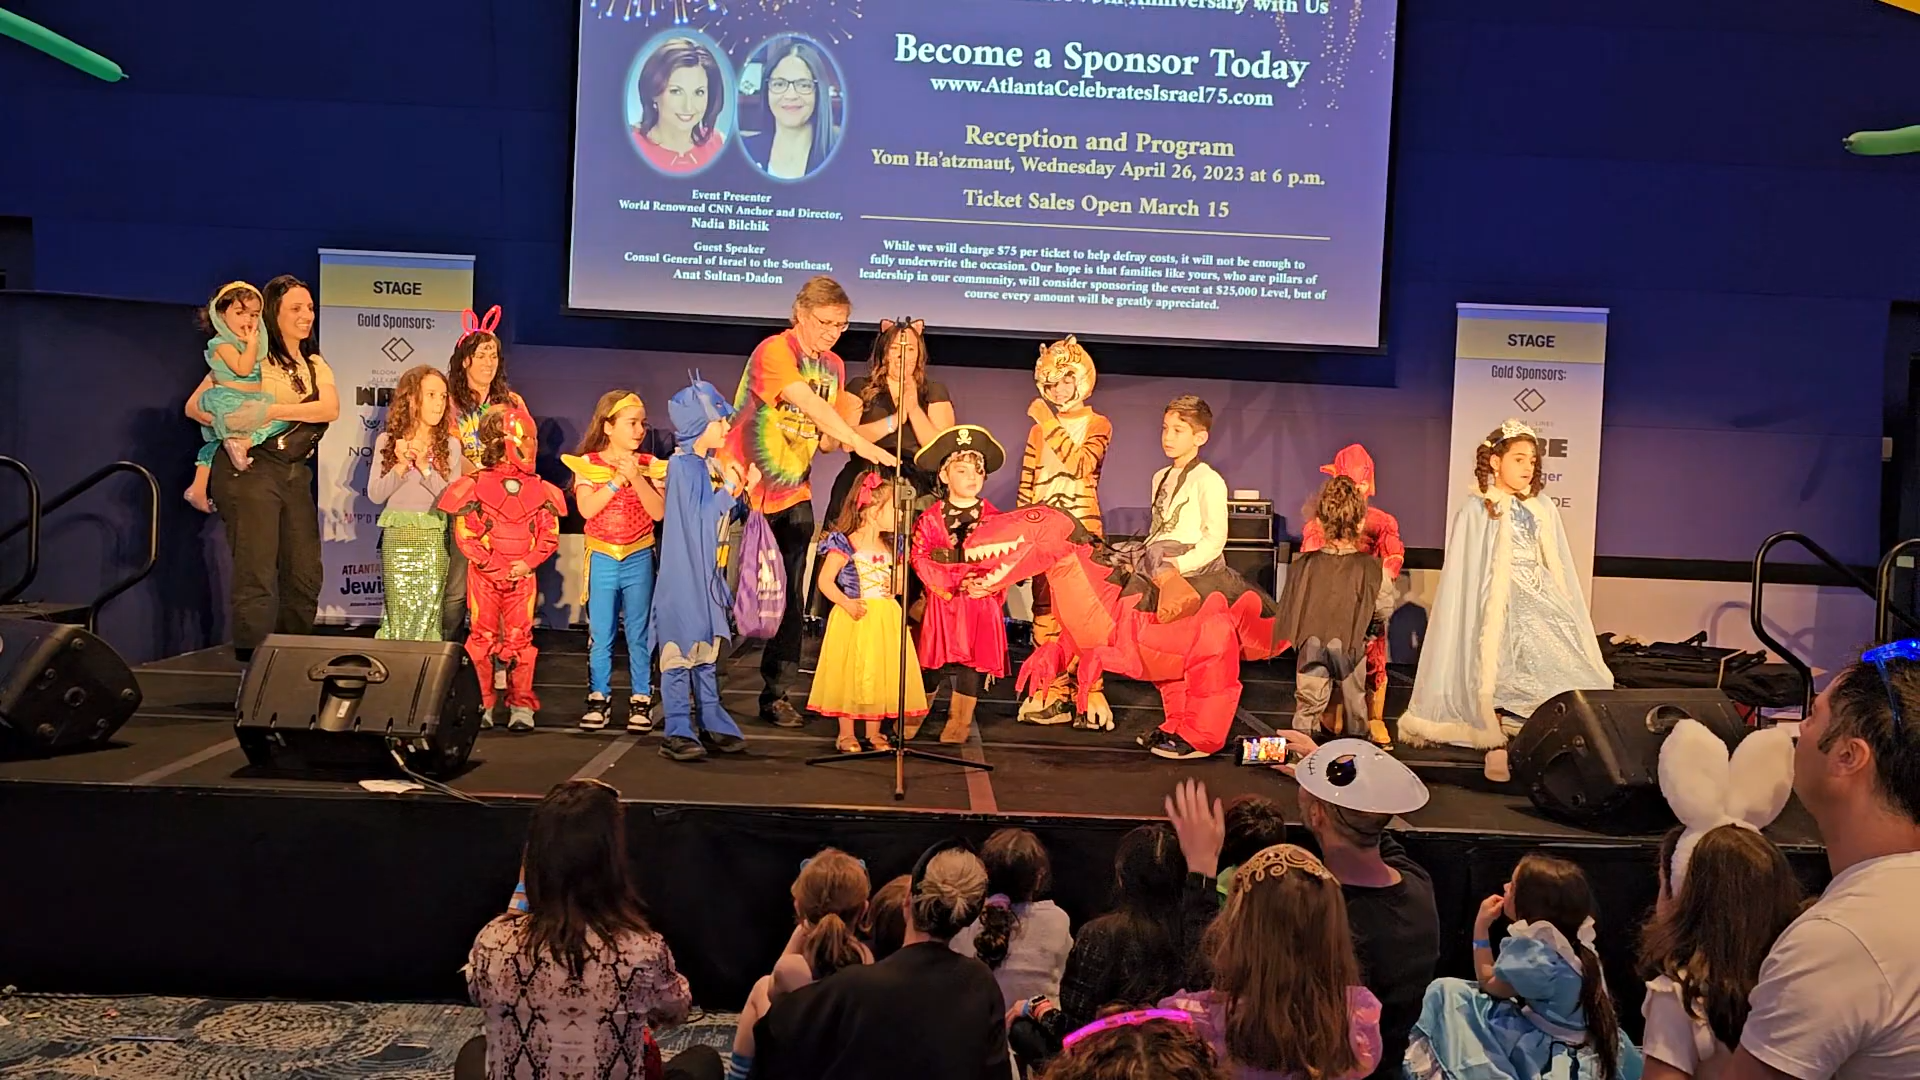 Anniversary with Us
Become a Sponsor Today
www.AtlantaCelebratesIsrael75.com
Reception and Program
Yom Ha'atzmaut, Wednesday April 26, 2023 at 6 p.m.
Ticket Sales Open March 15
Event Presenter
World Renowned CNN Anchor and Director,
Nadia Bilchik
Guest Speaker
Consul General of Israel to the Southeast,
Anat Sultan-Dadon
While we will charge $75 per ticket to help defray costs, it will not be enough to
fully underwrite the occasion. Our hope is that families like yours, who are pillars of
leadership in our community, will consider sponsoring the event at $25,000 Level, but of
course every amount will be greatly appreciated.
STAGE
Gold Sponsors:
ATLANTA
Jewis
STAGE
Gold Sponsors: